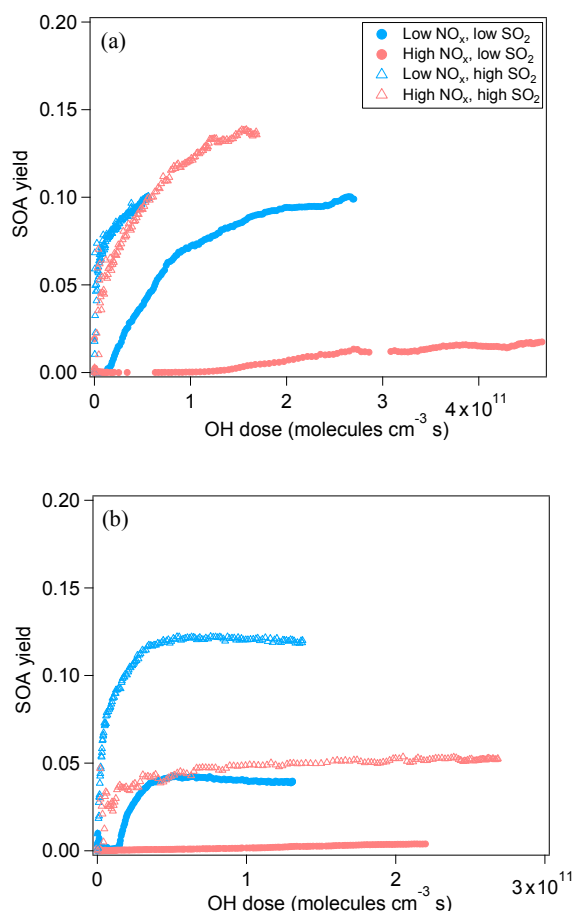 (a)
Low NOx, low SO2
High NOx, low SO2
Low NOx, high SO2
High NOx, high SO2
0.20
0.15
0.10
0.05
0.00
SOA yield
0 1 2 3 4x10^11
OH dose (molecules cm^-3 s)
(b)
0.20
0.15
0.10
0.05
0.00
SOA yield
0 1 2 3x10^11
OH dose (molecules cm^-3 s)